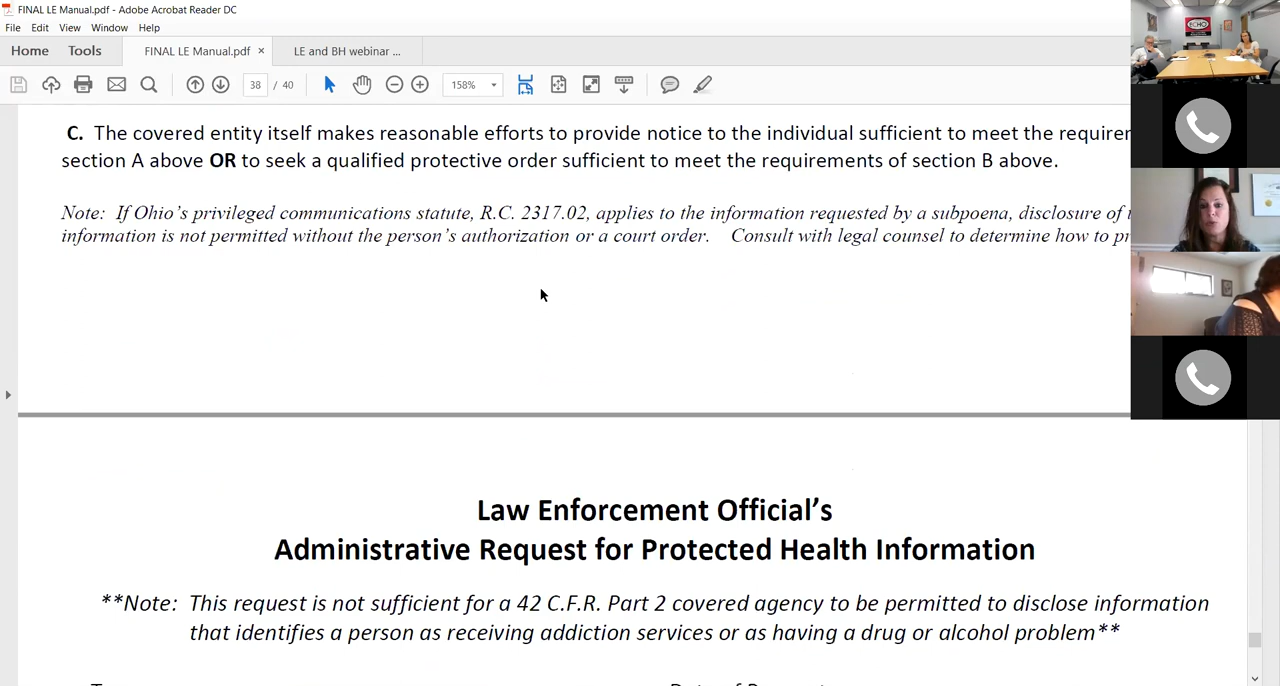 FINAL LE Manual.pdf - Adobe Acrobat Reader DC
File Edit View Window Help
Home Tools FINAL LE Manual.pdf × LE and BH webinar ...
38 / 40 158%
ECHO
C. The covered entity itself makes reasonable efforts to provide notice to the individual sufficient to meet the requirer
section A above OR to seek a qualified protective order sufficient to meet the requirements of section B above.
Note: If Ohio's privileged communications statute, R.C. 2317.02, applies to the information requested by a subpoena, disclosure of
information is not permitted without the person's authorization or a court order. Consult with legal counsel to determine how to pr
Law Enforcement Official's
Administrative Request for Protected Health Information
**Note: This request is not sufficient for a 42 C.F.R. Part 2 covered agency to be permitted to disclose information
that identifies a person as receiving addiction services or as having a drug or alcohol problem**